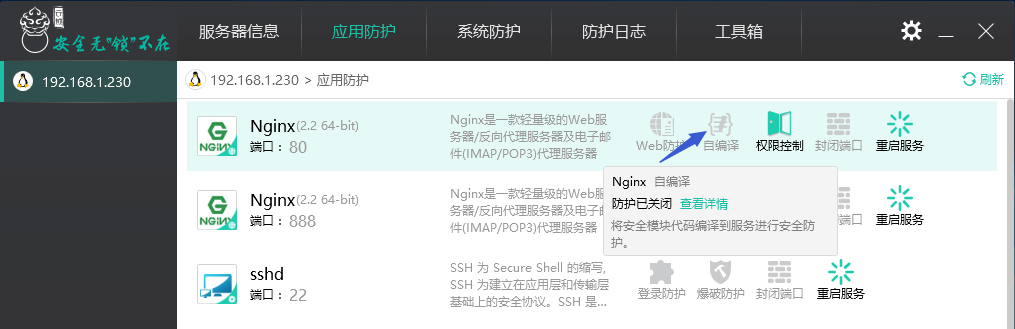 安全无"锁"不在
服务器信息
应用防护
系统防护
防护日志
工具箱
192.168.1.230
192.168.1.230 > 应用防护
刷新
Nginx(2.2 64-bit)
端口：80
Nginx是一款轻量级的Web服
务器/反向代理服务器及电子邮
件(IMAP/POP3)代理服务器
Web防护
自编译
权限控制
封闭端口
重启服务
Nginx 自编译
防护已关闭 查看详情
将安全模块代码编译到服务进行安全防
护。
Nginx(2.2 64-bit)
端口：888
Nginx是一款轻量级的Web服
务器/反向代理服务器及电子邮
件(IMAP/POP3)代理服务器
端口
重启服务
sshd
端口：22
SSH 为 Secure Shell 的缩写,
SSH 为建立在应用层和传输层
基础上的安全协议。SSH 是...
登录防护
爆破防护
封闭端口
重启服务